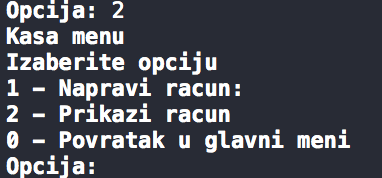 Opcija: 2
Kasa menu
Izaberite opciju
1 – Napravi racun:
2 – Prikazi racun
0 – Povratak u glavni meni
Opcija: